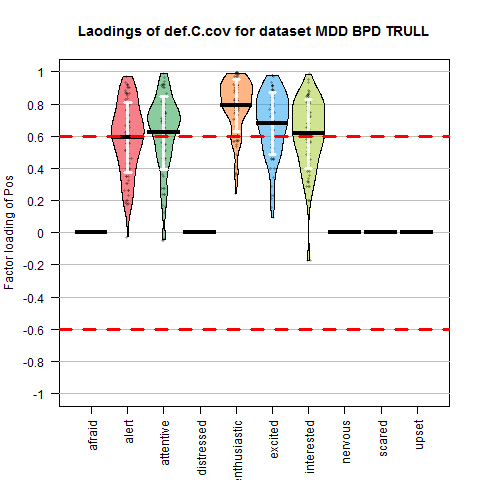 Laodings of def.C.cov for dataset MDD BPD TRULL
Factor loading of Pos
1
0.8
0.6
0.4
0.2
0
-0.2
-0.4
-0.6
-0.8
-1
afraid
alert
attentive
distressed
enthusiastic
excited
interested
nervous
scared
upset